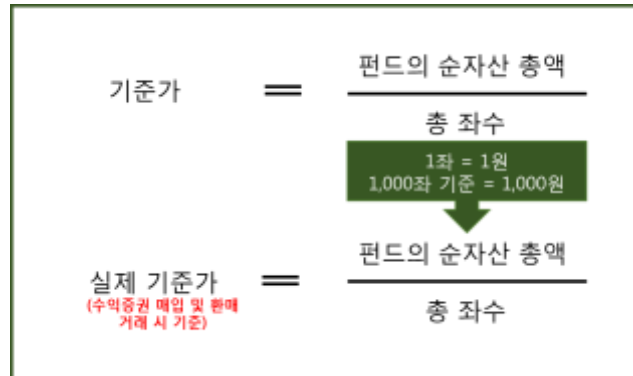 펀드의 순자산 총액
기준가 =
총 좌수
1좌 = 1원
1,000좌 기준 = 1,000원
펀드의 순자산 총액
실제 기준가 =
(수익증권 매입 및 환매
거래 시 기준)
총 좌수